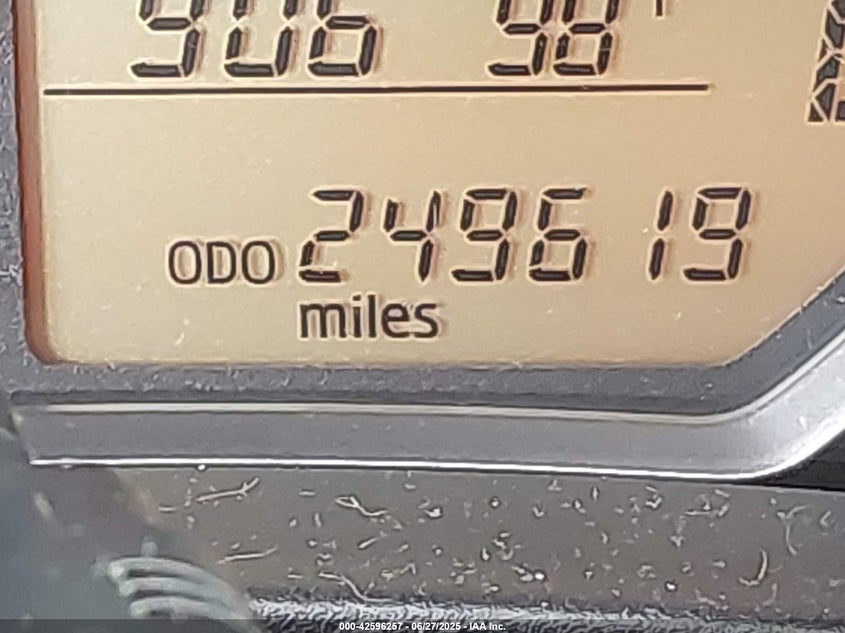 906 98
ODO 249619
miles
000-42596257 - 06/27/2025 - IAA Inc.